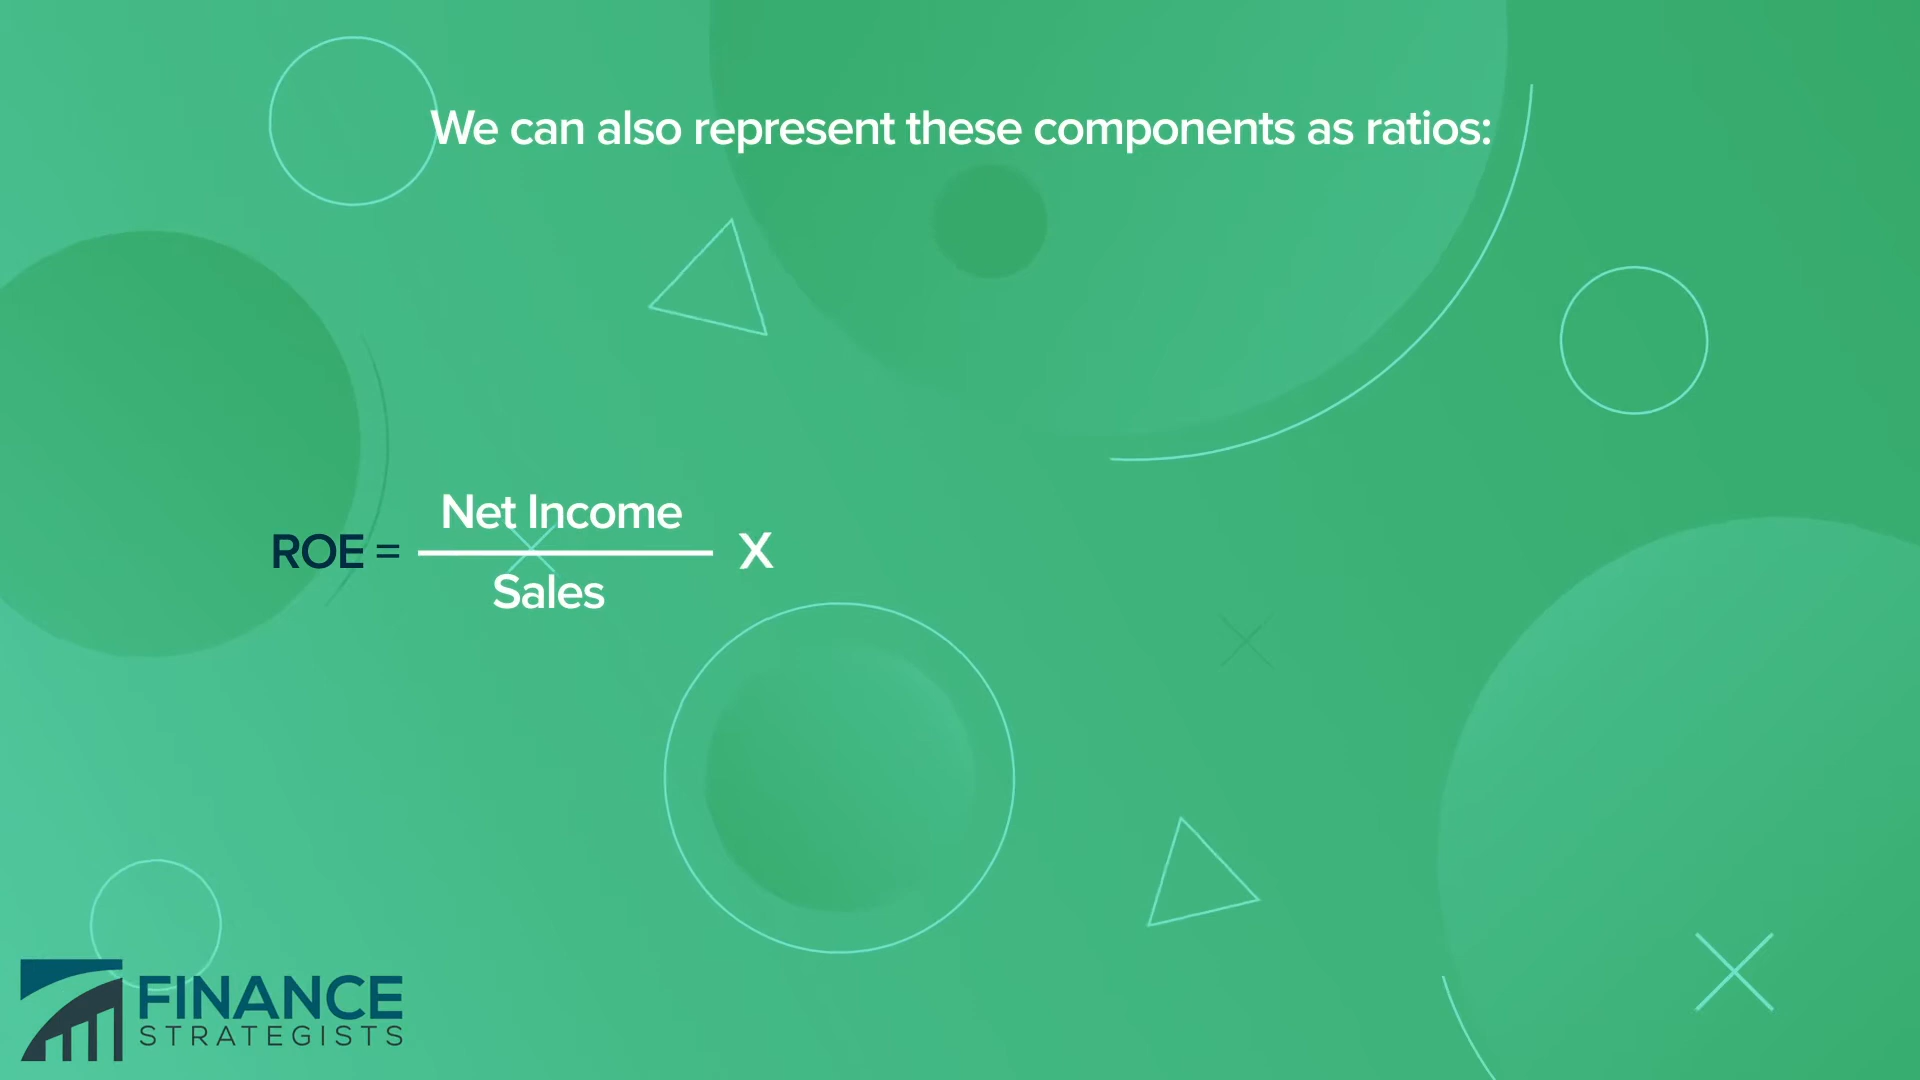 We can also represent these components as ratios:
Net Income
ROE = X
Sales
FINANCE
STRATEGISTS